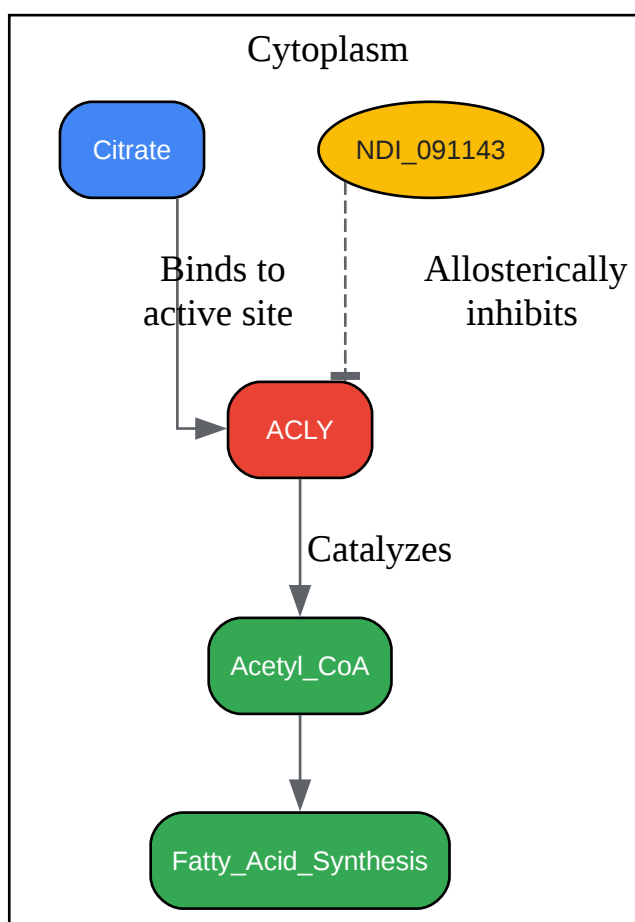 Cytoplasm
Citrate
NDI_091143
Binds to
active site
Allosterically
inhibits
ACLY
Catalyzes
Acetyl_CoA
Fatty_Acid_Synthesis